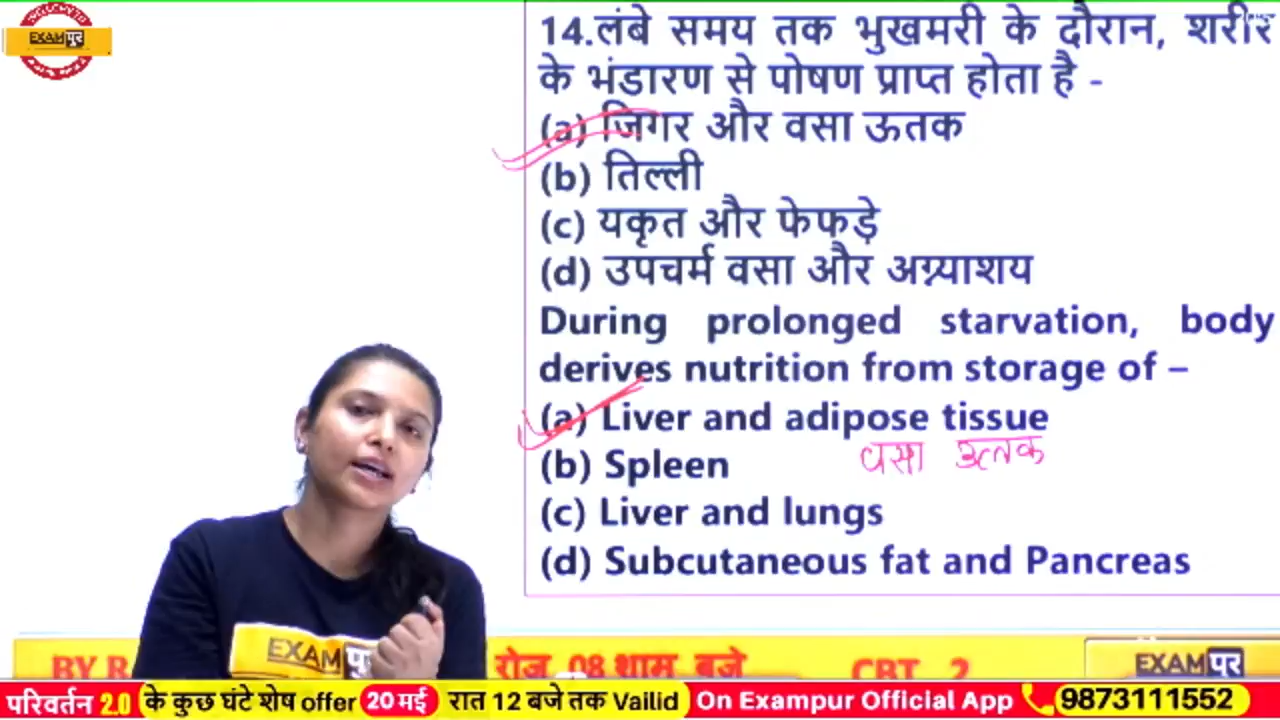 EXAMपुर
14.लंबे समय तक भुखमरी के दौरान, शरीर
के भंडारण से पोषण प्राप्त होता है -
(a) जिगर और वसा ऊतक
(b) तिल्ली
(c) यकृत और फेफड़े
(d) उपचर्म वसा और अग्न्याशय
During prolonged starvation, body
derives nutrition from storage of –
(a) Liver and adipose tissue
वसा ऊतक
(b) Spleen
(c) Liver and lungs
(d) Subcutaneous fat and Pancreas
EXAMपु
BY
रोज 08 शाम बजे
CBT 2
EXAMपुर
परिवर्तन 2.0 के कुछ घंटे शेष offer 20 मई रात 12 बजे तक Vailid On Exampur Official App 9873111552